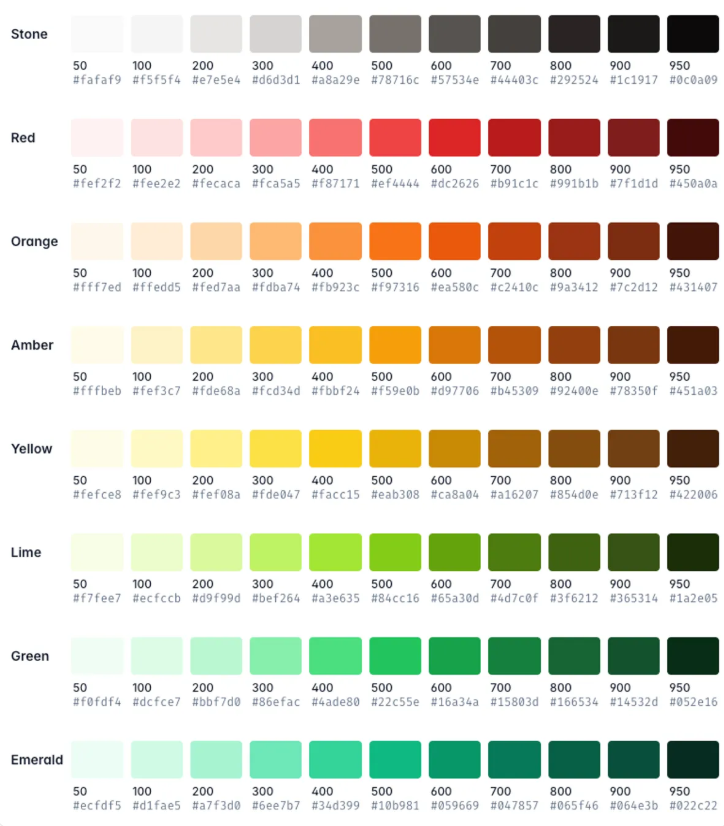 Stone
50 100 200 300 400 500 600 700 800 900 950
#fafaf9 #f5f5f4 #e7e5e4 #d6d3d1 #a8a29e #78716c #57534e #44403c #292524 #1c1917 #0c0a09
Red
50 100 200 300 400 500 600 700 800 900 950
#fef2f2 #fee2e2 #fecaca #fca5a5 #f87171 #ef4444 #dc2626 #b91c1c #991b1b #7f1d1d #450a0a
Orange
50 100 200 300 400 500 600 700 800 900 950
#fff7ed #ffedd5 #fed7aa #fdba74 #fb923c #f97316 #ea580c #c2410c #9a3412 #7c2d12 #431407
Amber
50 100 200 300 400 500 600 700 800 900 950
#fffbeb #fef3c7 #fde68a #fcd34d #fbbf24 #f59e0b #d97706 #b45309 #92400e #78350f #451a03
Yellow
50 100 200 300 400 500 600 700 800 900 950
#fefce8 #fef9c3 #fef08a #fde047 #facc15 #eab308 #ca8a04 #a16207 #854d0e #713f12 #422006
Lime
50 100 200 300 400 500 600 700 800 900 950
#f7fee7 #ecfccb #d9f99d #bef264 #a3e635 #84cc16 #65a30d #4d7c0f #3f6212 #365314 #1a2e05
Green
50 100 200 300 400 500 600 700 800 900 950
#f0fdf4 #dcfce7 #bbf7d0 #86efac #4ade80 #22c55e #16a34a #15803d #166534 #14532d #052e16
Emerald
50 100 200 300 400 500 600 700 800 900 950
#ecfdf5 #d1fae5 #a7f3d0 #6ee7b7 #34d399 #10b981 #059669 #047857 #065f46 #064e3b #022c22